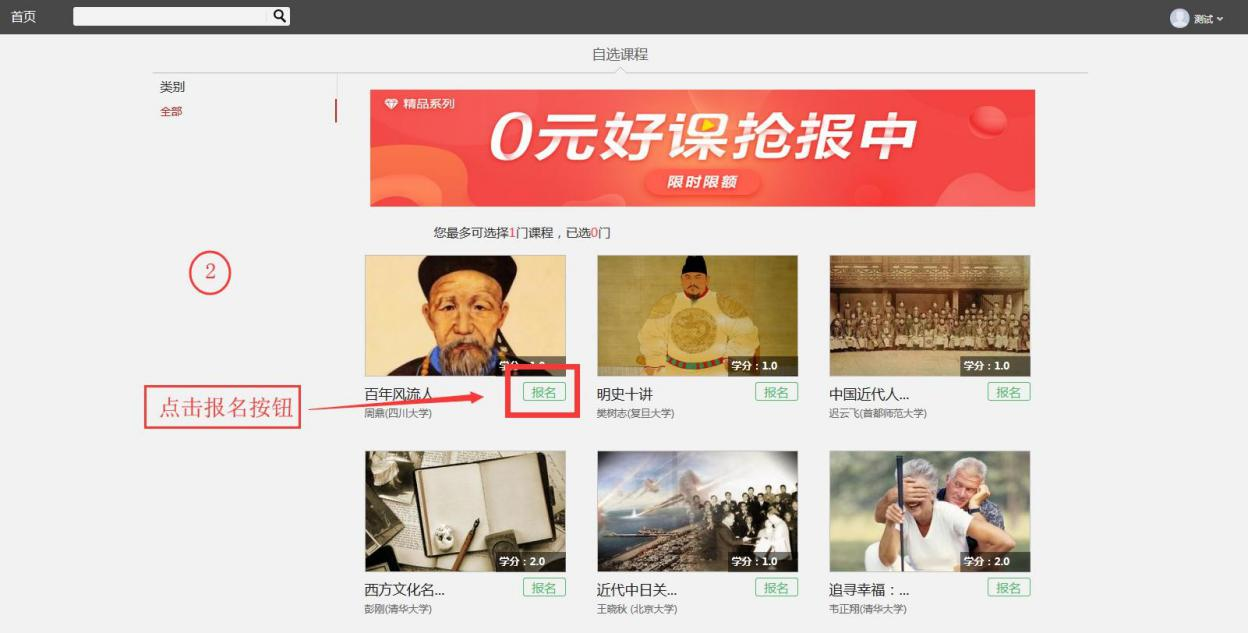 首页
测试
自选课程
类别
全部
精品系列
0元好课抢报中
限时限额
您最多可选择1门课程，已选0门
2
点击报名按钮
学分：1.0
学分：1.0
学分：1.0
百年风流人
报名
明史十讲
报名
中国近代人...
报名
周鼎(四川大学)
樊树志(复旦大学)
迟云飞(首都师范大学)
学分：2.0
学分：1.0
学分：2.0
西方文化名...
报名
近代中日关...
报名
追寻幸福：...
报名
彭刚(清华大学)
王晓秋 (北京大学)
韦正翔(清华大学)